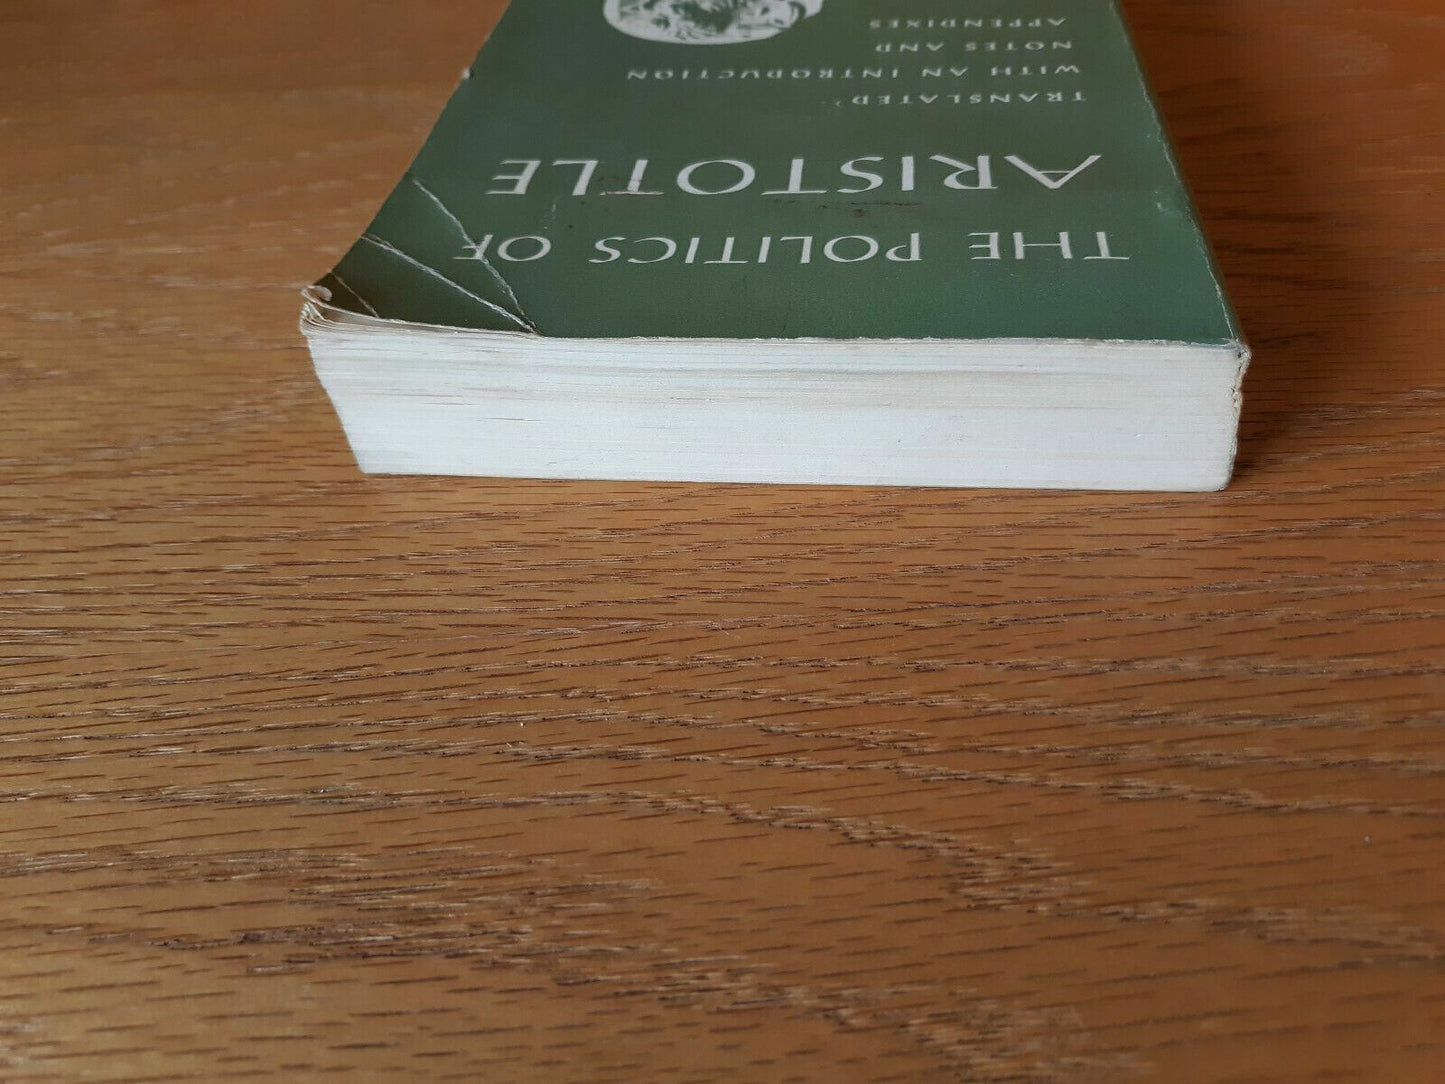 THE POLITICS OF
ARISTOTLE
TRANSLATED,
WITH AN INTRODUCTION
NOTES AND
APPENDIXES